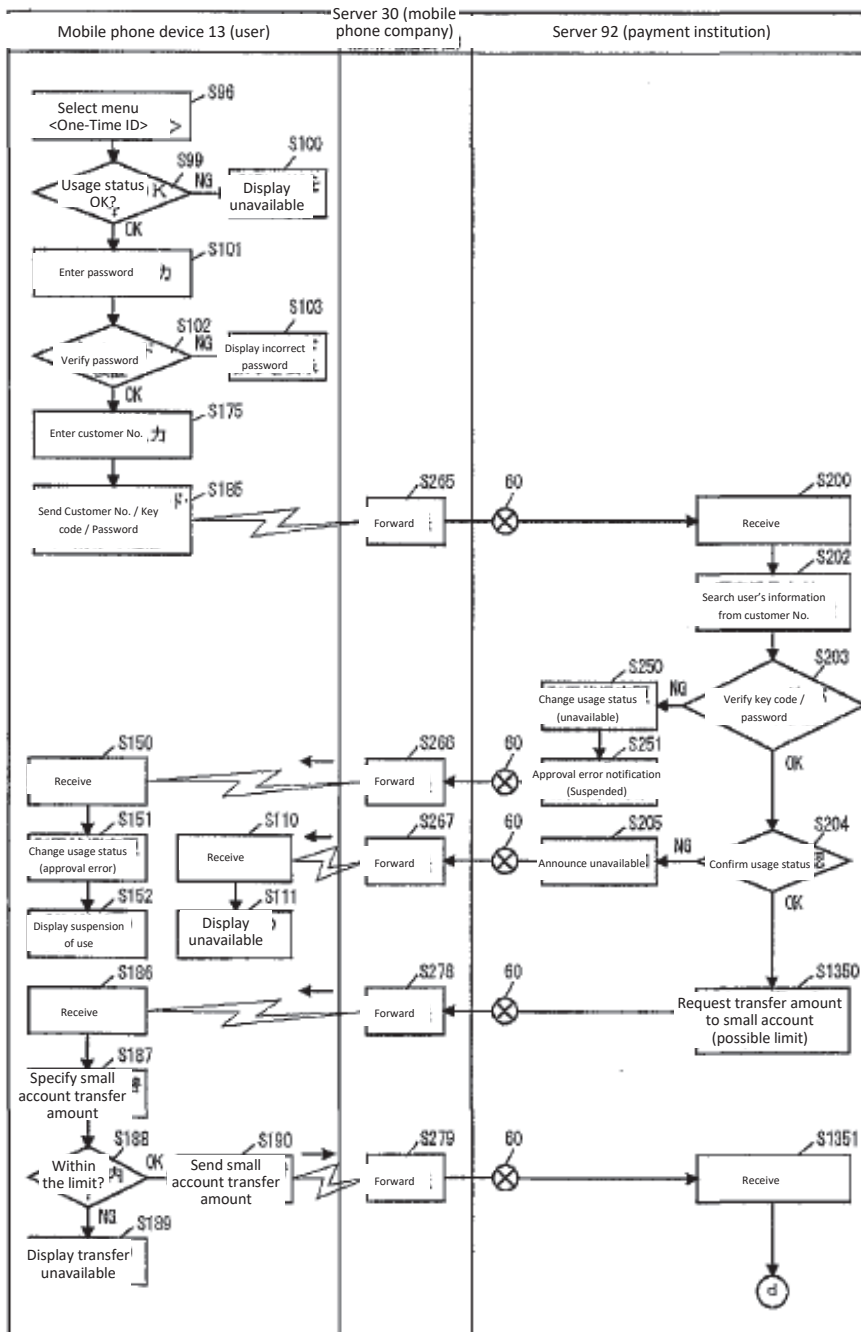 Mobile phone device 13 (user)
Server 30 (mobile
phone company)
Server 92 (payment institution)
S96
Select menu
<One-Time ID>
>
S99
Usage status
OK?
NG
OK
S100
Display
unavailable
S101
Enter password
力
S102
Verify password
NG
OK
S103
Display incorrect
password
S175
Enter customer No.
力
S185
Send Customer No. / Key
code / Password
S265
Forward
60
S200
Receive
S202
Search user's information
from customer No.
S203
Verify key code /
password
NG
OK
S250
Change usage status
(unavailable)
S251
Approval error notification
(Suspended)
60
S266
Forward
S150
Receive
S151
Change usage status
(approval error)
S152
Display suspension
of use
S204
Confirm usage status
NG
OK
S205
Announce unavailable
60
S267
Forward
S110
Receive
S111
Display
unavailable
S1350
Request transfer amount
to small account
(possible limit)
60
S278
Forward
S186
Receive
S187
Specify small
account transfer
amount
S188
Within
the limit?
内
OK
NG
S189
Display transfer
unavailable
S190
Send small
account transfer
amount
S279
Forward
60
S1351
Receive
d